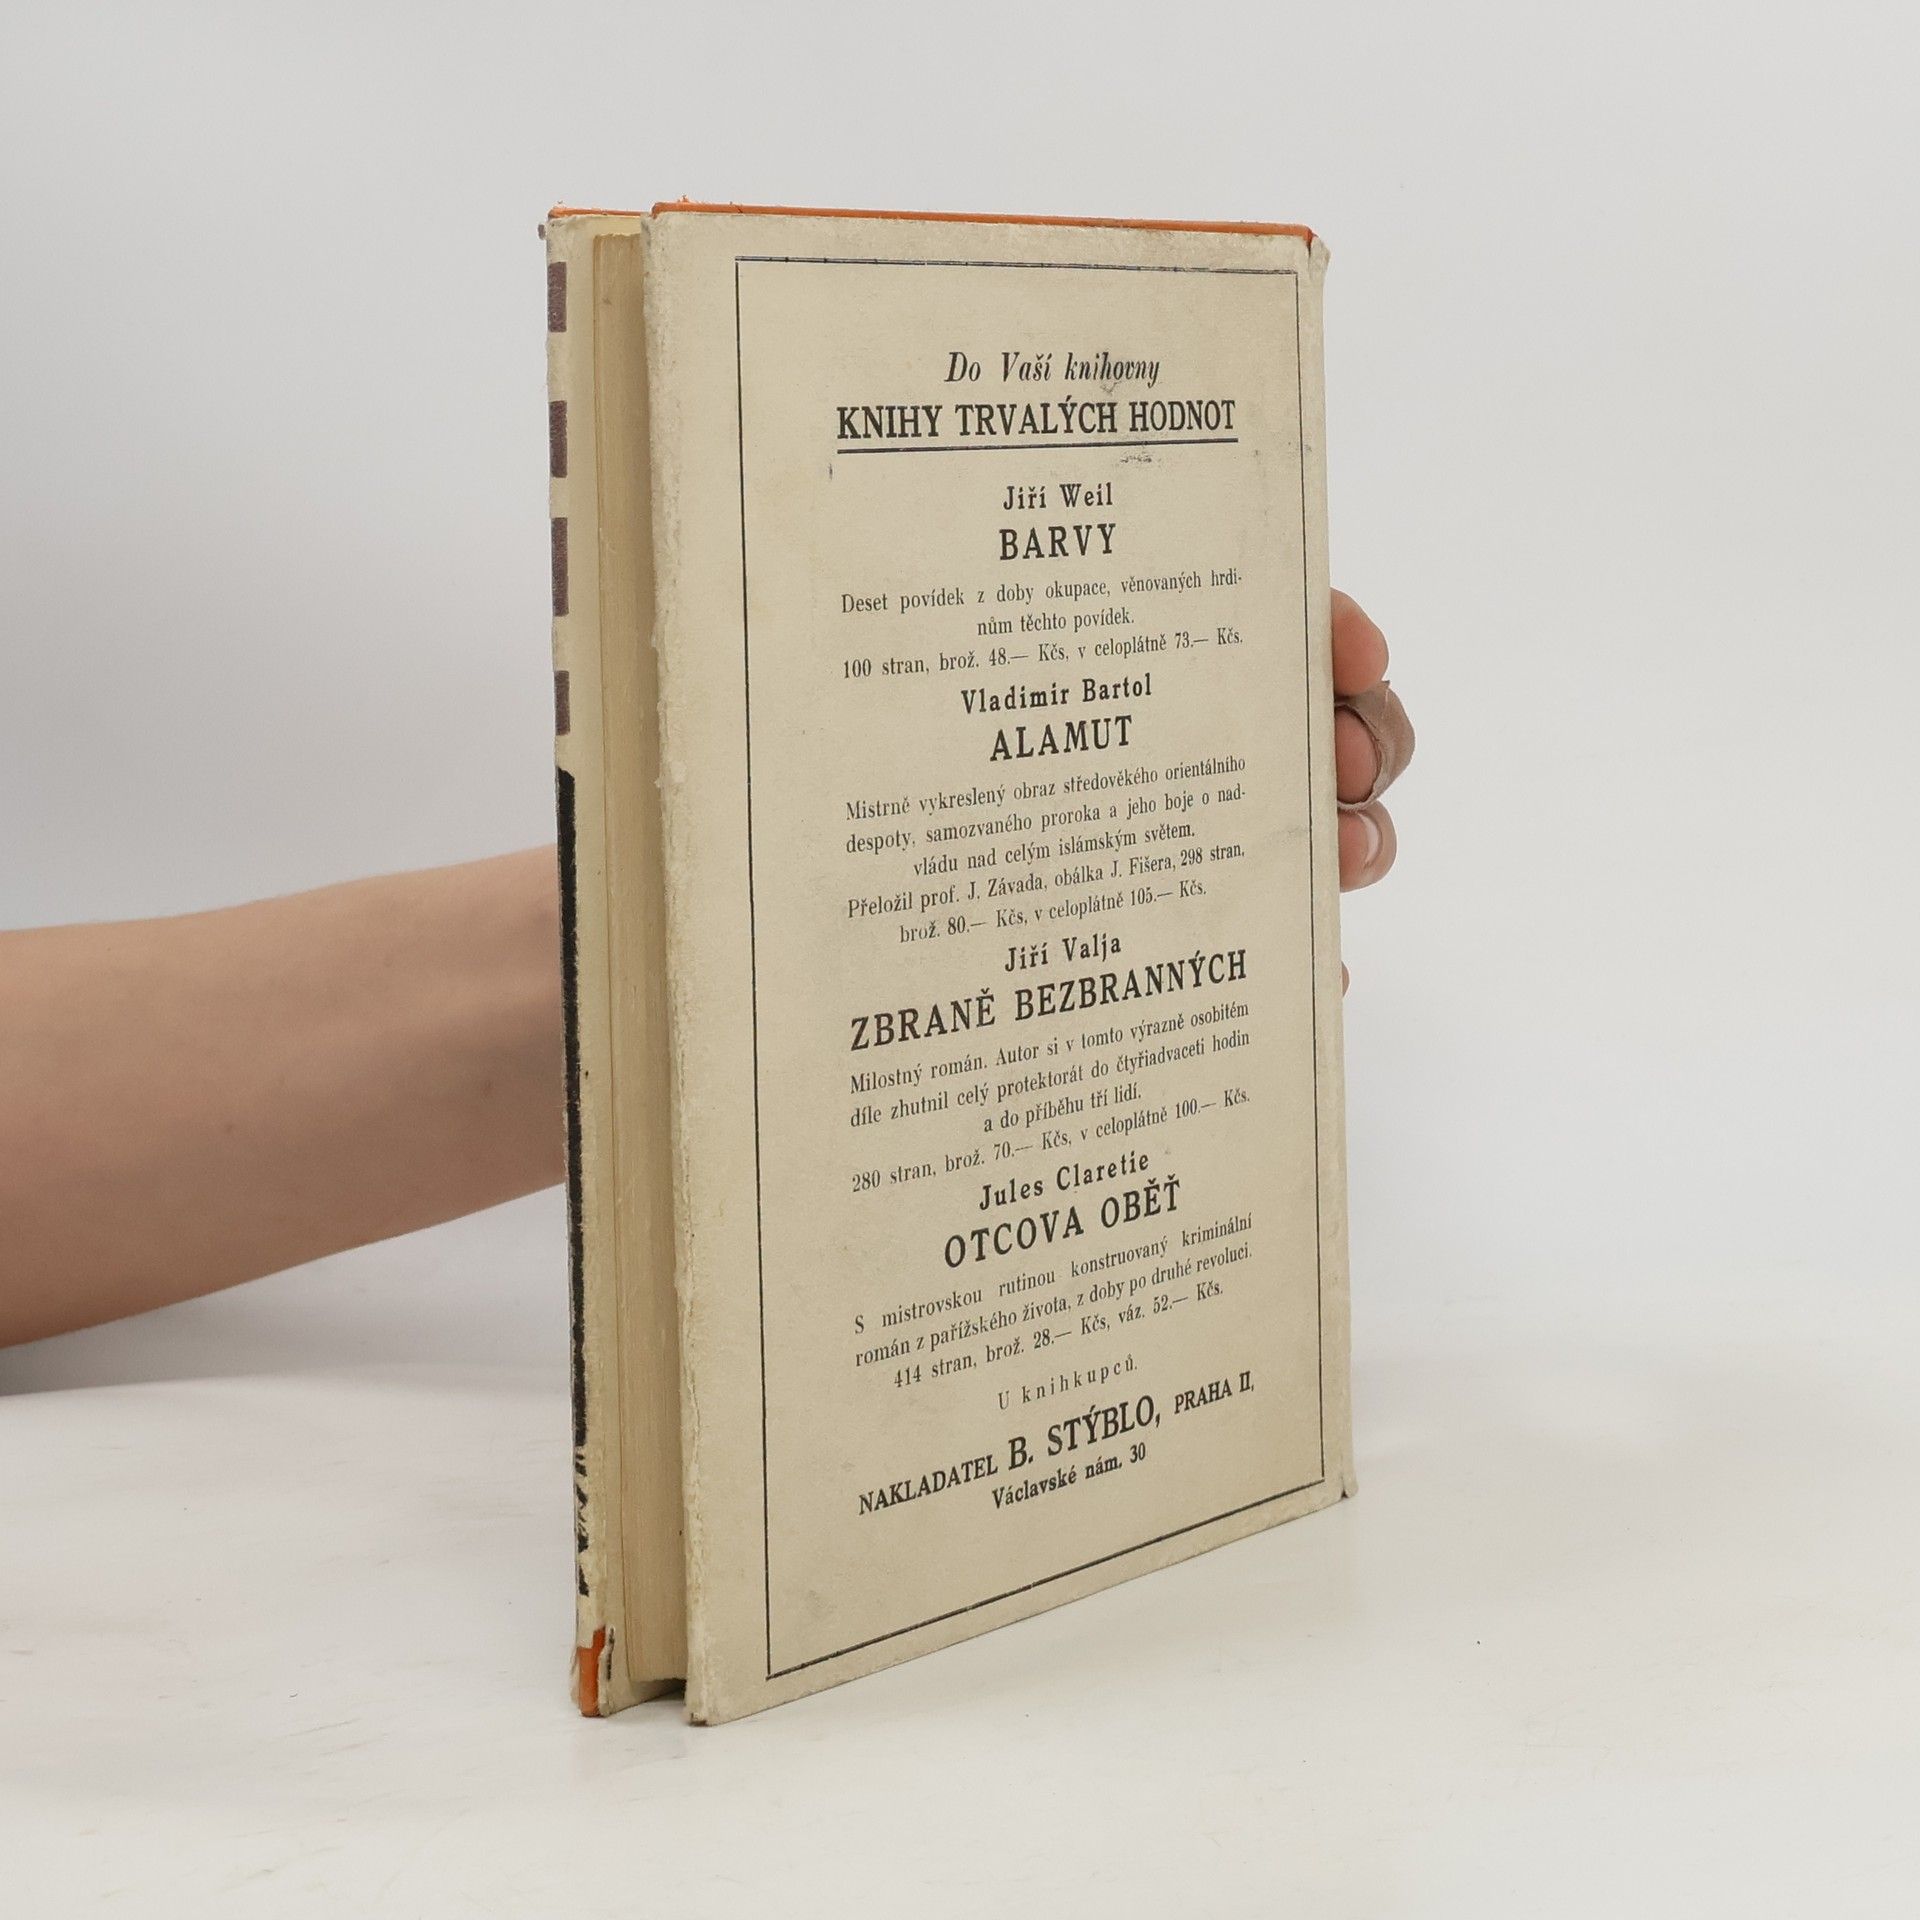 Do Vaší knihovny
KNIHY TRVALÝCH HODNOT
Jiří Weil
BARVY
Deset povídek z doby okupace, věnovaných hrdi-
nům těchto povídek.
100 stran, brož. 48.— Kčs, v celoplátně 73.— Kčs.
Vladimir Bartol
ALAMUT
Mistrně vykreslený obraz středověkého orientálního
despoty, samozvaného proroka a jeho boje o nad-
vládu nad celým islámským světem.
Přeložil prof. J. Závada, obálka J. Fišera, 298 stran,
brož. 80.— Kčs, v celoplátně 105.— Kčs.
Jiří Valja
ZBRANĚ BEZBRANNÝCH
Milostný román. Autor si v tomto výrazně osobitém
díle zhutnil celý protektorát do čtyřiadvaceti hodin
a do příběhu tří lidí.
280 stran, brož. 70.— Kčs, v celoplátně 100.— Kčs.
Jules Claretie
OTCOVA OBĚŤ
S mistrovskou rutinou konstruovaný kriminální
román z pařížského života, z doby po druhé revoluci.
414 stran, brož. 28.— Kčs, váz. 52.— Kčs.
U knihkupců.
NAKLADATEL B. STÝBLO, PRAHA II,
Václavské nám. 30